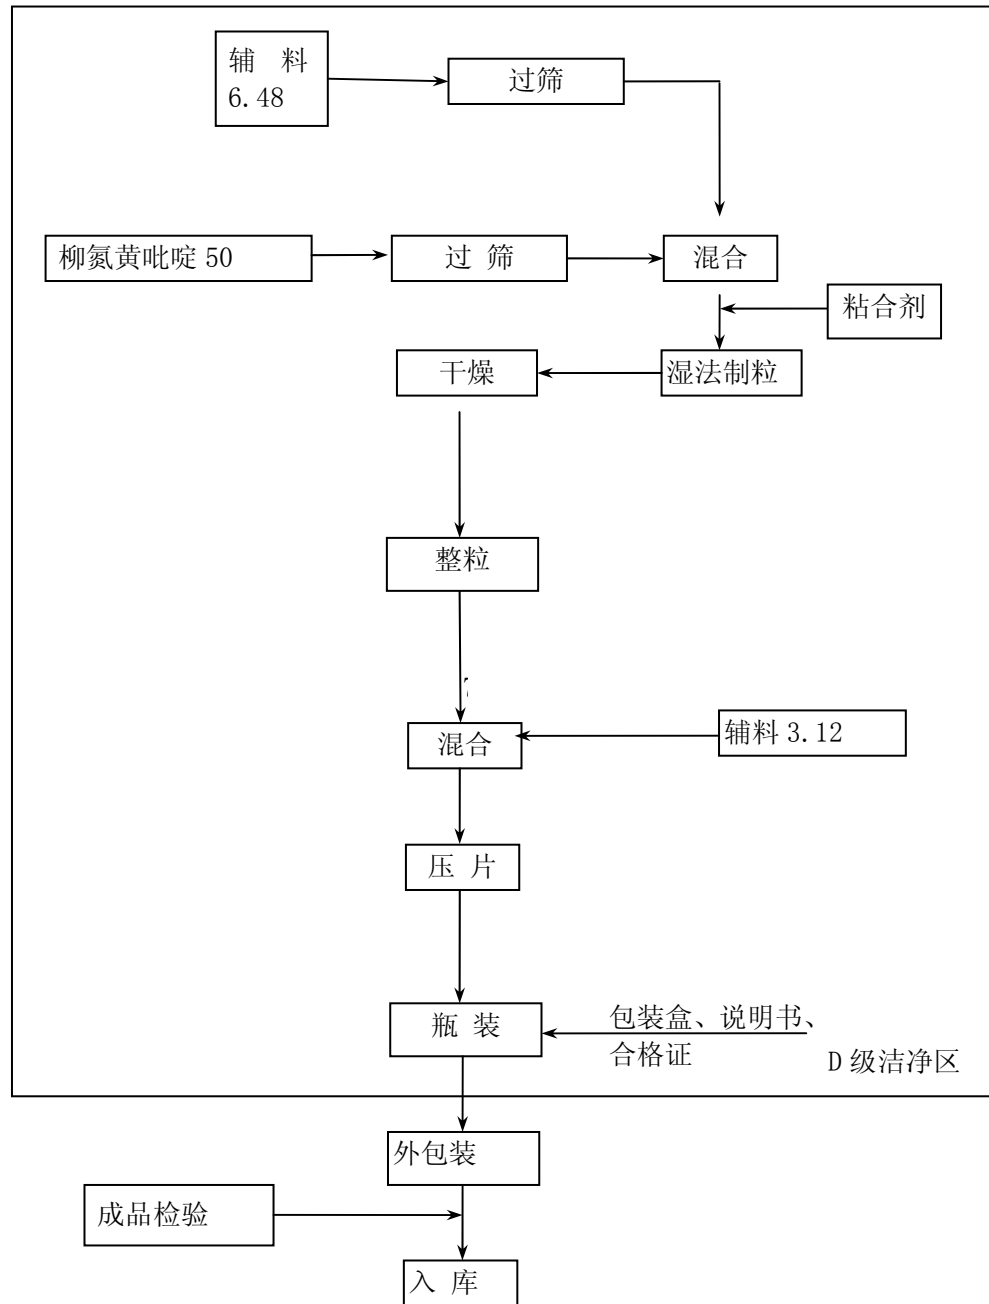 辅 料
6.48
过筛
柳氮黄吡啶 50
过 筛
混合
粘合剂
干燥
湿法制粒
整粒
混合
辅料 3.12
压 片
瓶 装
包装盒、说明书、
合格证
D 级洁净区
外包装
成品检验
入 库